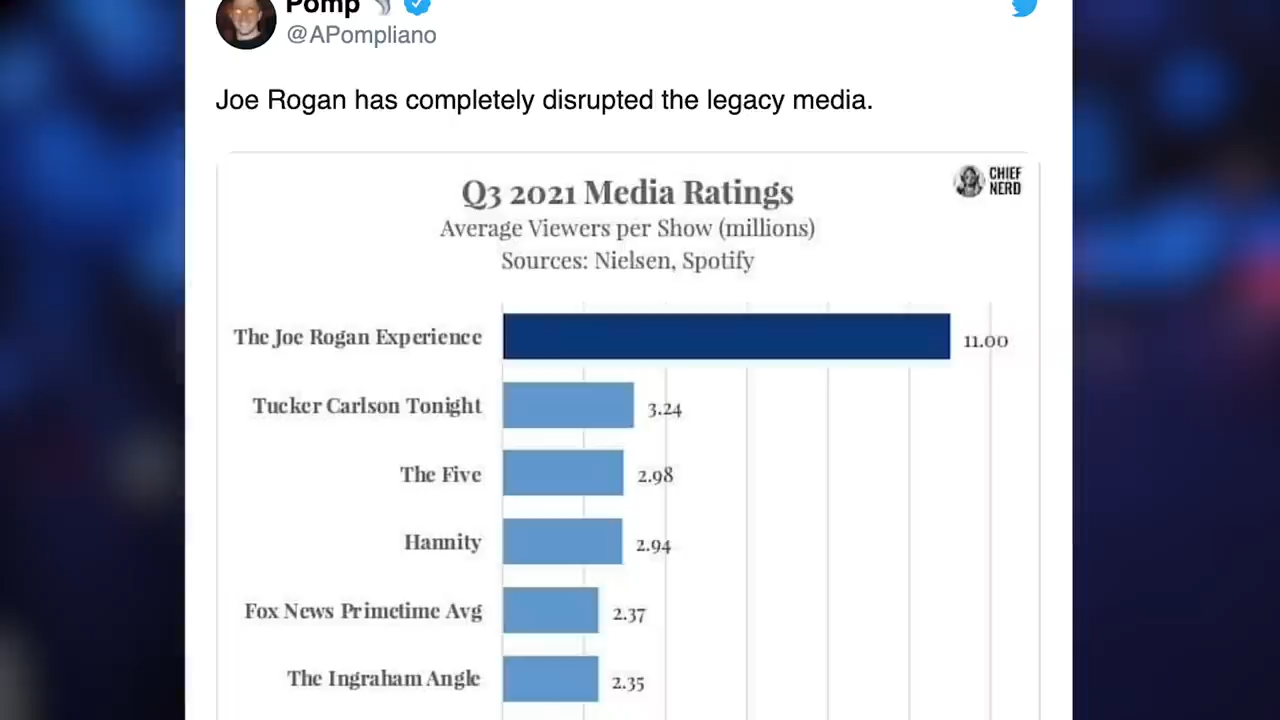 Pomp
@APompliano
Joe Rogan has completely disrupted the legacy media.
CHIEF
NERD
Q3 2021 Media Ratings
Average Viewers per Show (millions)
Sources: Nielsen, Spotify
The Joe Rogan Experience 11.00
Tucker Carlson Tonight 3.24
The Five 2.98
Hannity 2.94
Fox News Primetime Avg 2.37
The Ingraham Angle 2.35